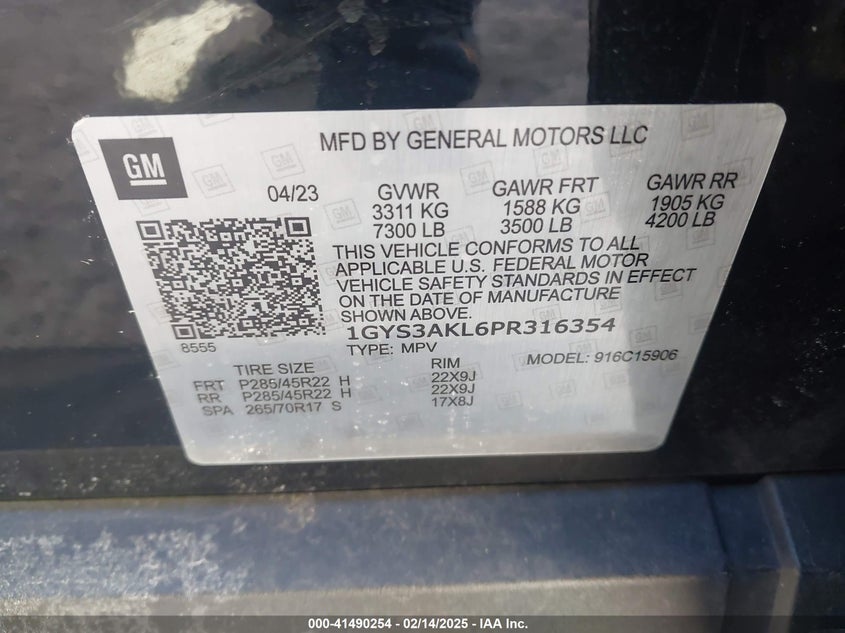 GM
MFD BY GENERAL MOTORS LLC
04/23
GVWR
3311 KG
7300 LB
GAWR FRT
1588 KG
3500 LB
GAWR RR
1905 KG
4200 LB
THIS VEHICLE CONFORMS TO ALL
APPLICABLE U.S. FEDERAL MOTOR
VEHICLE SAFETY STANDARDS IN EFFECT
ON THE DATE OF MANUFACTURE
SHOWN ABOVE.
8555
1GYS3AKL6PR316354
TYPE: MPV
MODEL: 916C15906
TIRE SIZE RIM
FRT P285/45R22 H 22X9J
RR P285/45R22 H 22X9J
SPA 265/70R17 S 17X8J
000-41490254 - 02/14/2025 - IAA Inc.